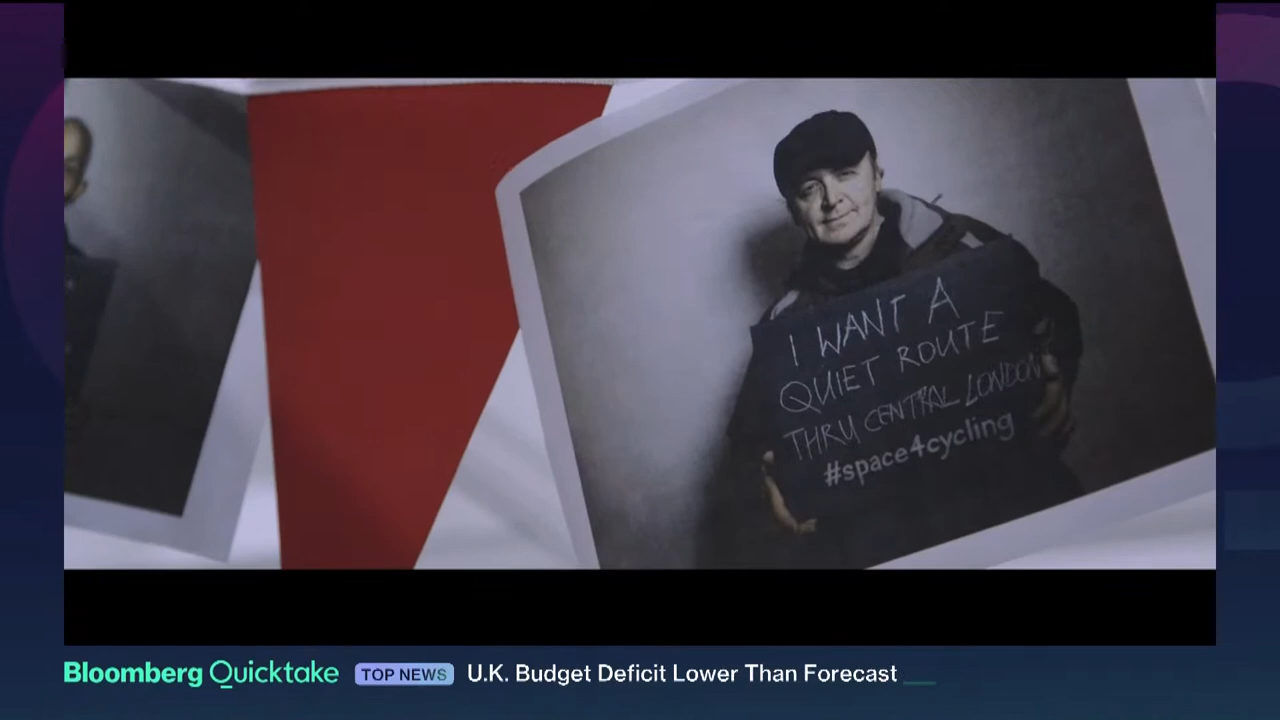 I WANT A
QUIET ROUTE
THRU CENTRAL LONDON
#space4cycling
Bloomberg Quicktake TOP NEWS U.K. Budget Deficit Lower Than Forecast